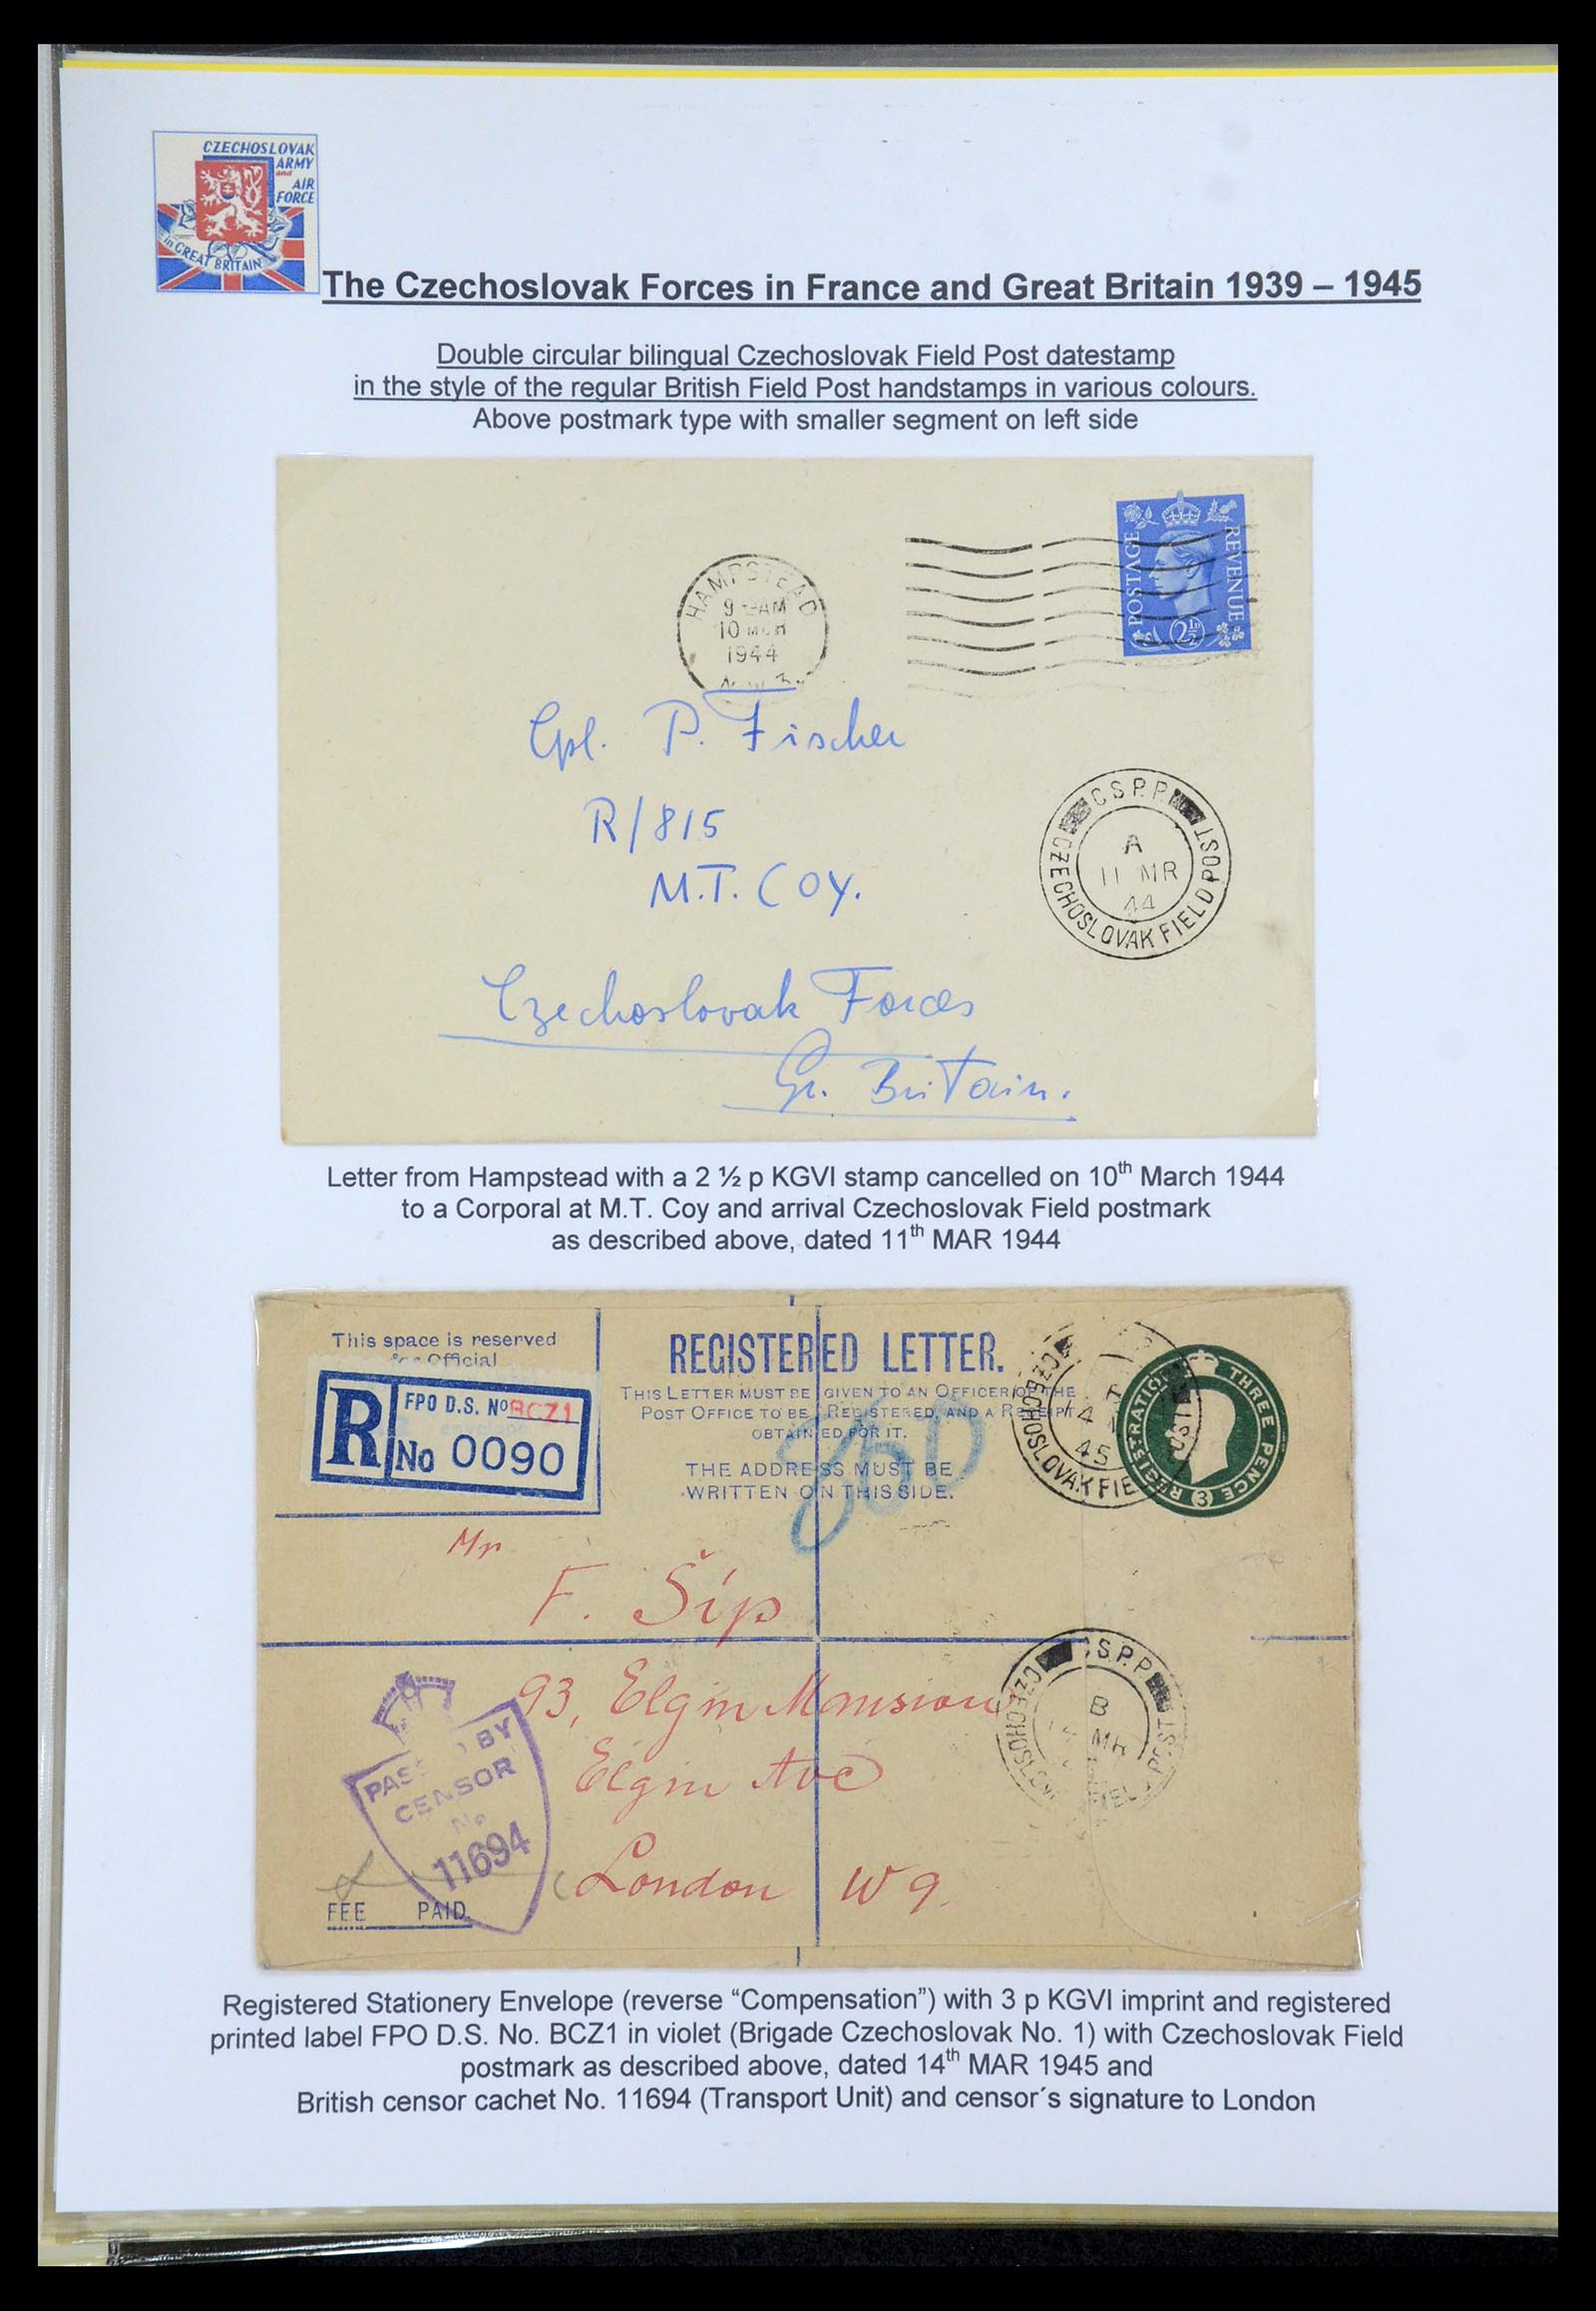 CZECHOSLOVAK
ARMY
and
AIR
FORCE
in GREAT BRITAIN
The Czechoslovak Forces in France and Great Britain 1939 – 1945
Double circular bilingual Czechoslovak Field Post datestamp
in the style of the regular British Field Post handstamps in various colours.
Above postmark type with smaller segment on left side
POSTAGE
REVENUE
2½
HAMPSTEAD
9 AM
10 MCH
1944
Cpl. P. Fischer
R/815
M.T. COY.
Czechoslovak Forces
Gr. Britain.
C S P. P.
A
11 MR
44
CZECHOSLOVAK FIELD POST
Letter from Hampstead with a 2 ½ p KGVI stamp cancelled on 10th March 1944
to a Corporal at M.T. Coy and arrival Czechoslovak Field postmark
as described above, dated 11th MAR 1944
This space is reserved
for Official
R
FPO D.S. No BCZ1
No 0090
REGISTERED LETTER.
THIS LETTER MUST BE GIVEN TO AN OFFICER OF THE
POST OFFICE TO BE REGISTERED, AND A RECEIPT
OBTAINED FOR IT.
THE ADDRESS MUST BE
WRITTEN ON THIS SIDE.
CZECHOSLOVAK FIE
45
REGISTRATION THREE PENCE
3
Mr
F. Šíp
93, Elgin Mansions
Elgin Ave
London W9.
PASSED BY
CENSOR
No
11694
FEE PAID
C.S.P.P.
B
Registered Stationery Envelope (reverse “Compensation”) with 3 p KGVI imprint and registered
printed label FPO D.S. No. BCZ1 in violet (Brigade Czechoslovak No. 1) with Czechoslovak Field
postmark as described above, dated 14th MAR 1945 and
British censor cachet No. 11694 (Transport Unit) and censor´s signature to London